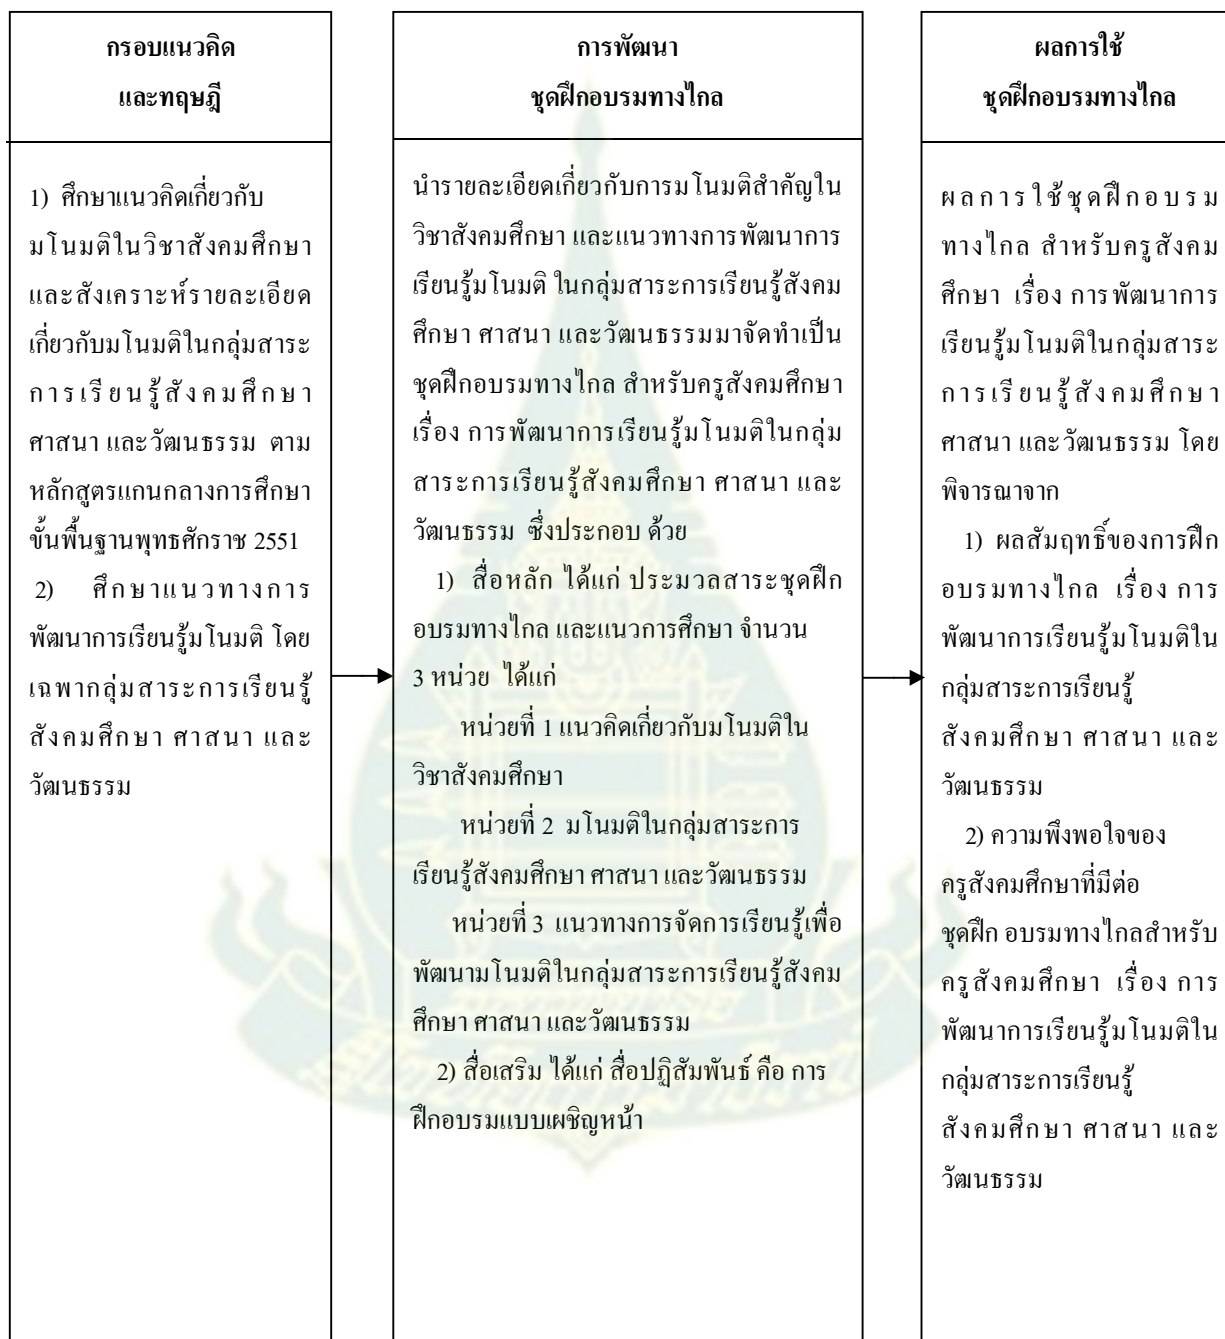 กรอบแนวคิด
และทฤษฎี
1) ศึกษาแนวคิดเกี่ยวกับ
มโนมติในวิชาสังคมศึกษา
และสังเคราะห์รายละเอียด
เกี่ยวกับมโนมติในกลุ่มสาระ
การเรียนรู้สังคมศึกษา
ศาสนา และวัฒนธรรม ตาม
หลักสูตรแกนกลางการศึกษา
ขั้นพื้นฐานพุทธศักราช 2551
2) ศึกษาแนวทางการ
พัฒนาการเรียนรู้มโนมติ โดย
เฉพากลุ่มสาระการเรียนรู้
สังคมศึกษา ศาสนา และ
วัฒนธรรม
การพัฒนา
ชุดฝึกอบรมทางไกล
นำรายละเอียดเกี่ยวกับการมโนมติสำคัญใน
วิชาสังคมศึกษา และแนวทางการพัฒนาการ
เรียนรู้มโนมติ ในกลุ่มสาระการเรียนรู้สังคม
ศึกษา ศาสนา และวัฒนธรรมมาจัดทำเป็น
ชุดฝึกอบรมทางไกล สำหรับครูสังคมศึกษา
เรื่อง การพัฒนาการเรียนรู้มโนมติในกลุ่ม
สาระการเรียนรู้สังคมศึกษา ศาสนา และ
วัฒนธรรม ซึ่งประกอบ ด้วย
1) สื่อหลัก ได้แก่ ประมวลสาระชุดฝึก
อบรมทางไกล และแนวการศึกษา จำนวน
3 หน่วย ได้แก่
หน่วยที่ 1 แนวคิดเกี่ยวกับมโนมติใน
วิชาสังคมศึกษา
หน่วยที่ 2 มโนมติในกลุ่มสาระการ
เรียนรู้สังคมศึกษา ศาสนา และวัฒนธรรม
หน่วยที่ 3 แนวทางการจัดการเรียนรู้เพื่อ
พัฒนามโนมติในกลุ่มสาระการเรียนรู้สังคม
ศึกษา ศาสนา และวัฒนธรรม
2) สื่อเสริม ได้แก่ สื่อปฏิสัมพันธ์ คือ การ
ฝึกอบรมแบบเผชิญหน้า
ผลการใช้
ชุดฝึกอบรมทางไกล
ผลการใช้ชุดฝึกอบรม
ทางไกล สำหรับครูสังคม
ศึกษา เรื่อง การพัฒนาการ
เรียนรู้มโนมติในกลุ่มสาระ
การเรียนรู้สังคมศึกษา
ศาสนา และวัฒนธรรม โดย
พิจารณาจาก
1) ผลสัมฤทธิ์ของการฝึก
อบรมทางไกล เรื่อง การ
พัฒนาการเรียนรู้มโนมติใน
กลุ่มสาระการเรียนรู้
สังคมศึกษา ศาสนา และ
วัฒนธรรม
2) ความพึงพอใจของ
ครูสังคมศึกษาที่มีต่อ
ชุดฝึก อบรมทางไกลสำหรับ
ครูสังคมศึกษา เรื่อง การ
พัฒนาการเรียนรู้มโนมติใน
กลุ่มสาระการเรียนรู้
สังคมศึกษา ศาสนา และ
วัฒนธรรม